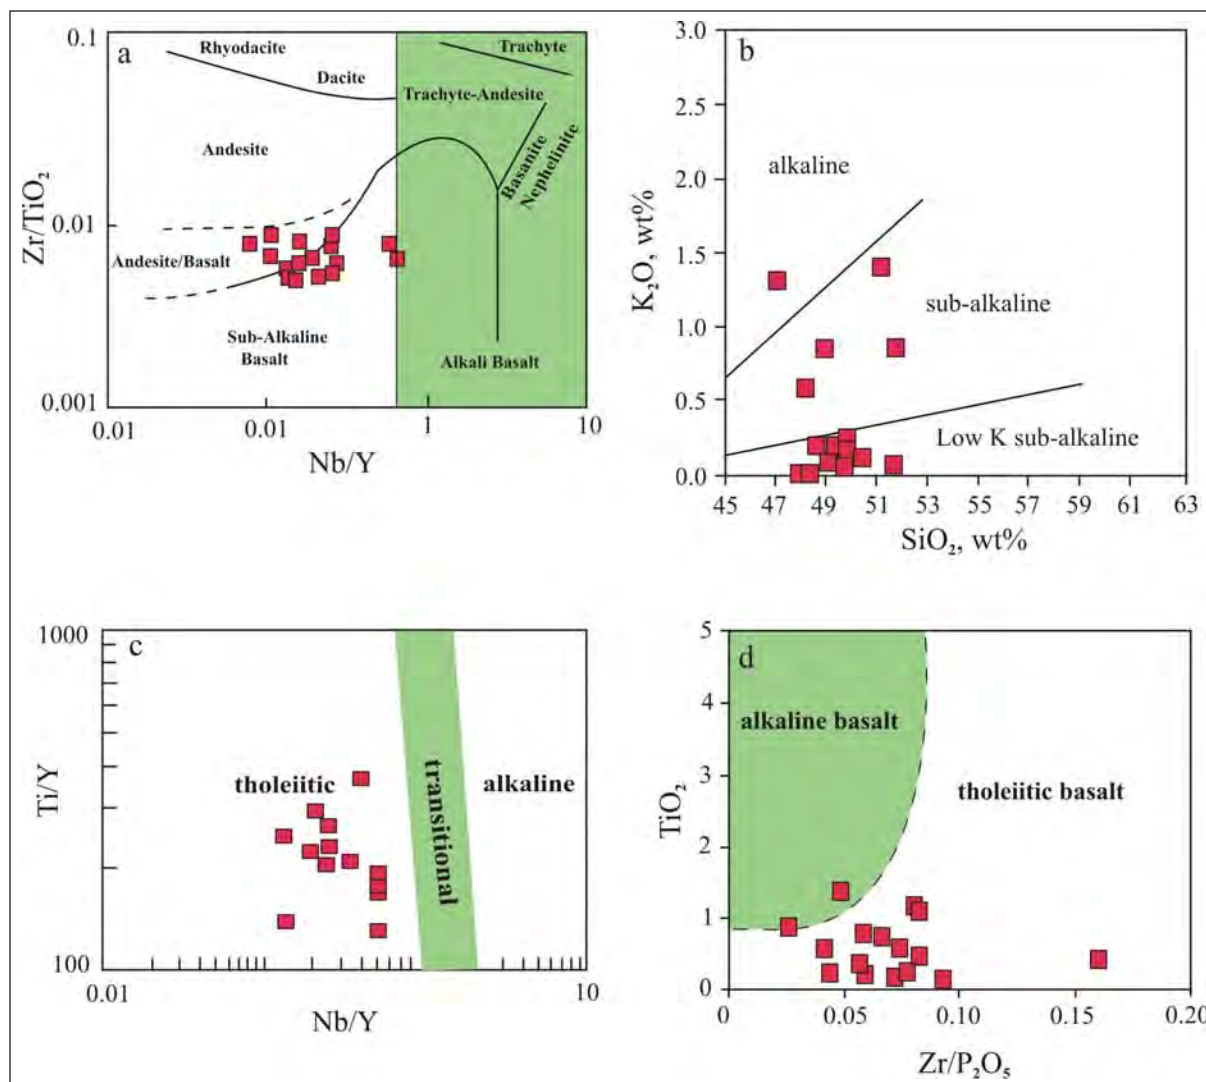 a
0.1
Rhyodacite
Trachyte
Dacite
Trachyte-Andesite
Andesite
Basanite
Nephelinite
Zr/TiO2
0.01
Andesite/Basalt
Sub-Alkaline
Basalt
Alkali Basalt
0.001
0.01
0.01
1
10
Nb/Y
b
3.0
2.5
2.0
1.5
1.0
0.5
0.0
K2O, wt%
alkaline
sub-alkaline
Low K sub-alkaline
45
47
49
51
53
55
57
59
61
63
SiO2, wt%
c
1000
Ti/Y
tholeiitic
transitional
alkaline
100
0.01
10
Nb/Y
d
5
4
3
2
1
0
TiO2
alkaline basalt
tholeiitic basalt
0
0.05
0.10
0.15
0.20
Zr/P2O5